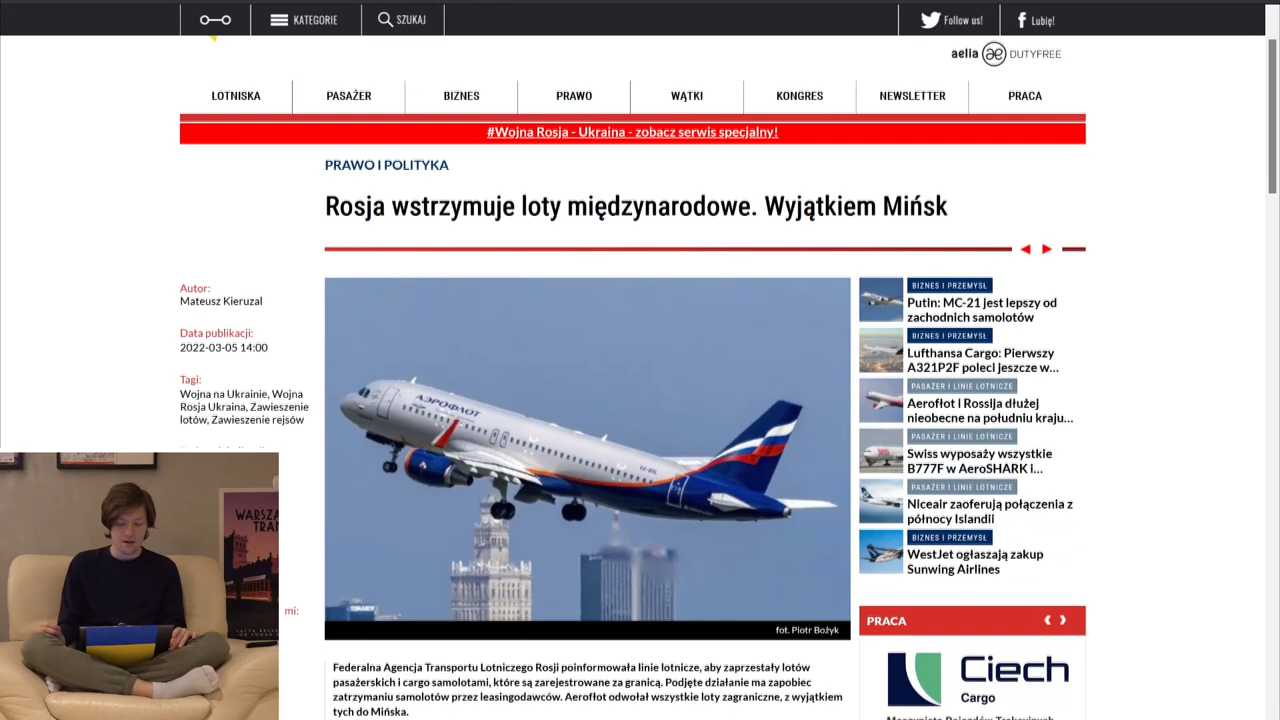 KATEGORIE
SZUKAJ
Follow us!
Lubię!
aelia ae DUTYFREE
LOTNISKA
PASAŻER
BIZNES
PRAWO
WĄTKI
KONGRES
NEWSLETTER
PRACA
#Wojna Rosja - Ukraina - zobacz serwis specjalny!
PRAWO I POLITYKA
Rosja wstrzymuje loty międzynarodowe. Wyjątkiem Mińsk
Autor:
Mateusz Kieruzal
Data publikacji:
2022-03-05 14:00
Tagi:
Wojna na Ukrainie, Wojna
Rosja Ukraina, Zawieszenie
lotów, Zawieszenie rejsów
mi:
АЭРОФЛОТ
fot. Piotr Bożyk
Federalna Agencja Transportu Lotniczego Rosji poinformowała linie lotnicze, aby zaprzestały lotów
pasażerskich i cargo samolotami, które są zarejestrowane za granicą. Podjęte działanie ma zapobiec
zatrzymaniu samolotów przez leasingodawców. Aerofłot odwołał wszystkie loty zagraniczne, z wyjątkiem
tych do Mińska.
BIZNES I PRZEMYSŁ
Putin: MC-21 jest lepszy od
zachodnich samolotów
BIZNES I PRZEMYSŁ
Lufthansa Cargo: Pierwszy
A321P2F poleci jeszcze w...
PASAŻER I LINIE LOTNICZE
Aerofłot i Rossija dłużej
nieobecne na południu kraju...
PASAŻER I LINIE LOTNICZE
Swiss wyposaży wszystkie
B777F w AeroSHARK i...
PASAŻER I LINIE LOTNICZE
Niceair zaoferują połączenia z
północy Islandii
BIZNES I PRZEMYSŁ
WestJet ogłaszają zakup
Sunwing Airlines
PRACA
Ciech
Cargo
Maszynista Pojazdów Trakcyjnych
WARSZA
TRAN